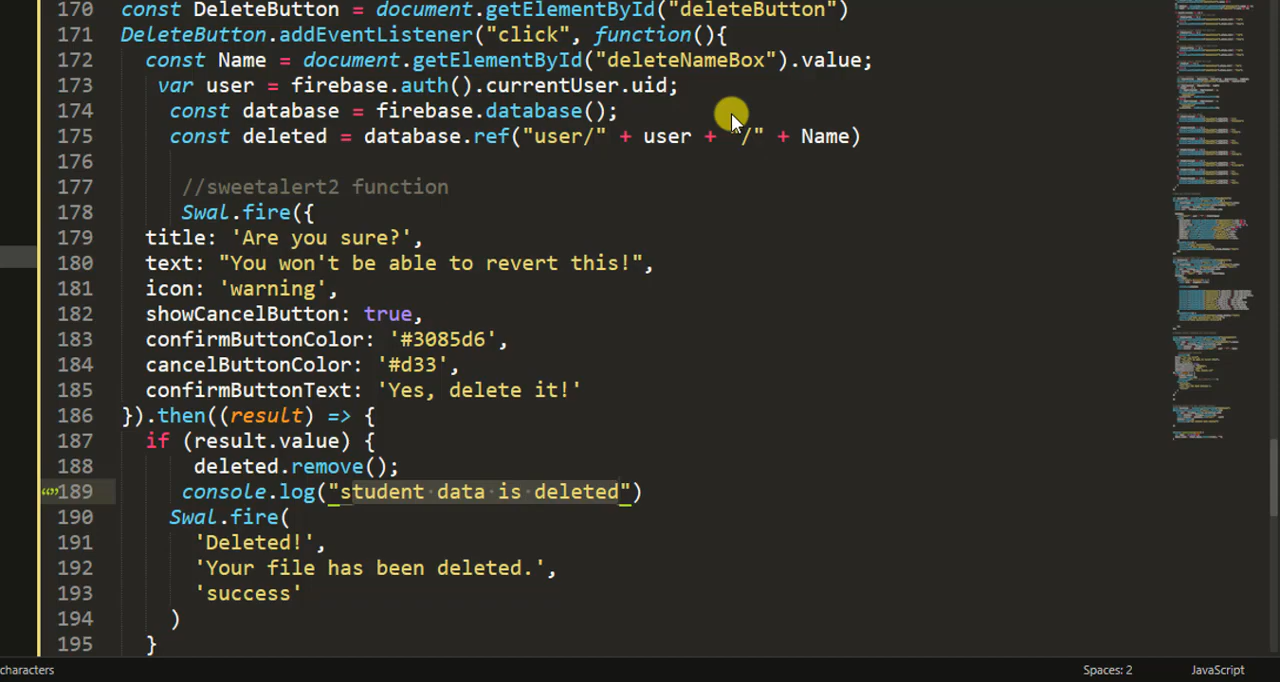 170 const DeleteButton = document.getElementById("deleteButton")
171 DeleteButton.addEventListener("click", function(){
172 const Name = document.getElementById("deleteNameBox").value;
173 var user = firebase.auth().currentUser.uid;
174 const database = firebase.database();
175 const deleted = database.ref("user/" + user + "/" + Name)
176
177 //sweetalert2 function
178 Swal.fire({
179 title: 'Are you sure?',
180 text: "You won't be able to revert this!",
181 icon: 'warning',
182 showCancelButton: true,
183 confirmButtonColor: '#3085d6',
184 cancelButtonColor: '#d33',
185 confirmButtonText: 'Yes, delete it!'
186 }).then((result) => {
187 if (result.value) {
188 deleted.remove();
189 console.log("student data is deleted")
190 Swal.fire(
191 'Deleted!',
192 'Your file has been deleted.',
193 'success'
194 )
195 }
characters
Spaces: 2
JavaScript